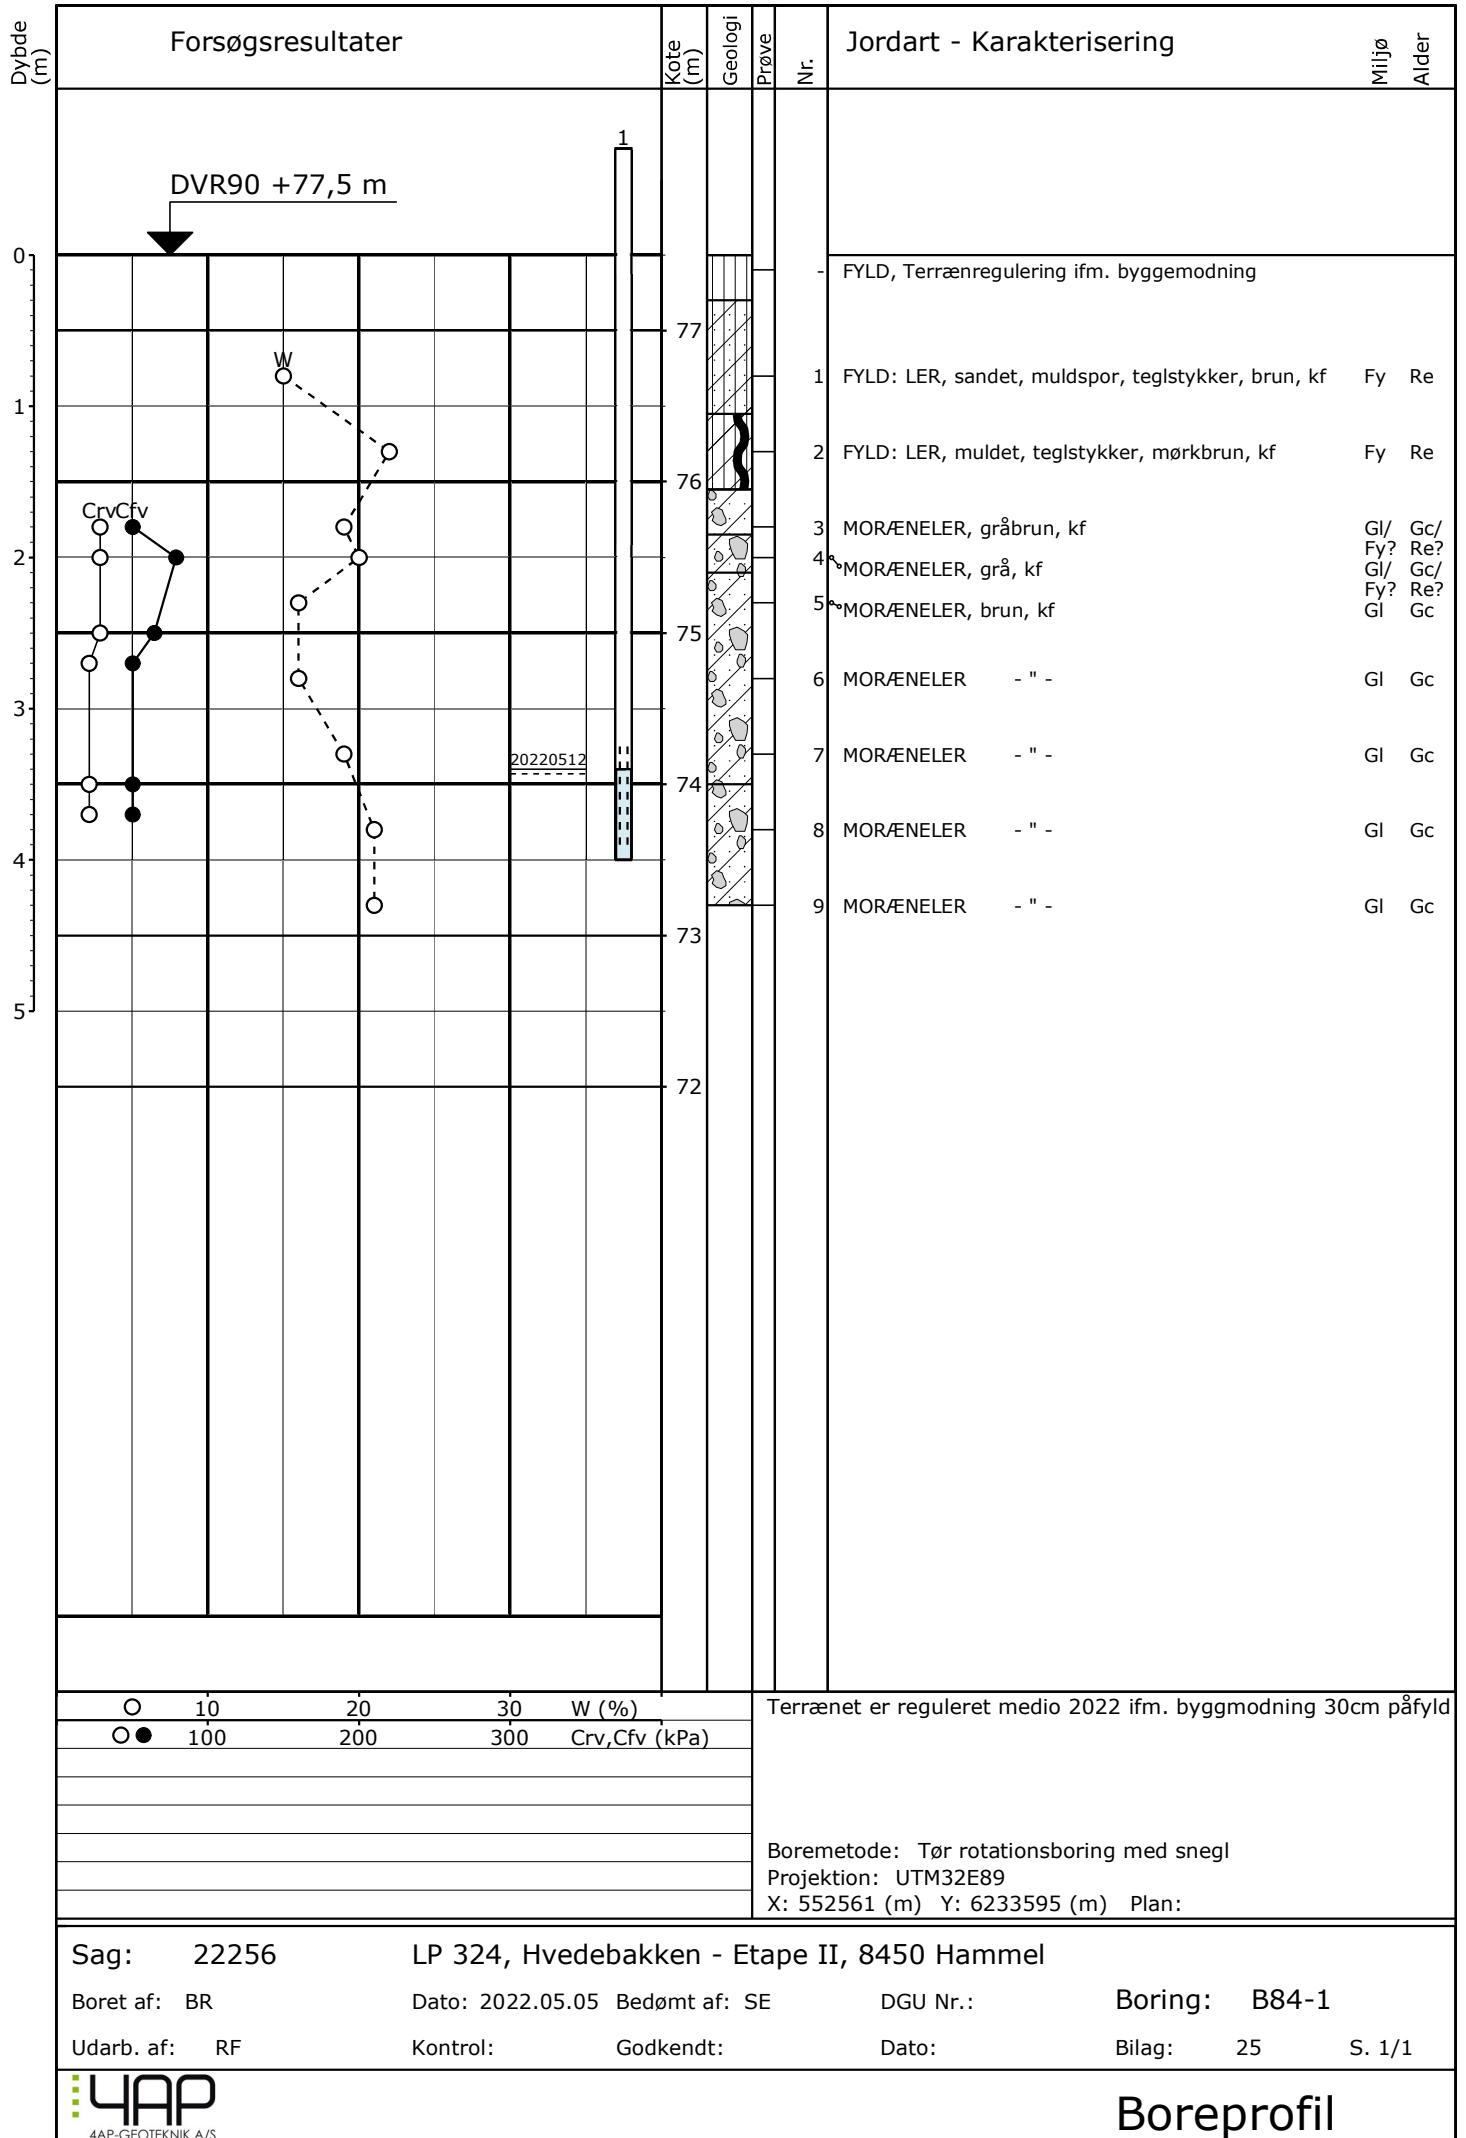 Dybde (m)
Forsøgsresultater
Kote (m)
Geologi
Prøve
Nr.
Jordart - Karakterisering
Miljø
Alder
1
DVR90 +77,5 m
0
- FYLD, Terrænregulering ifm. byggemodning
77
W
1 FYLD: LER, sandet, muldspor, teglstykker, brun, kf Fy Re
1
2 FYLD: LER, muldet, teglstykker, mørkbrun, kf Fy Re
76
Crv Cfv
3 MORÆNELER, gråbrun, kf Gl/ Gc/
Fy? Re?
2
4 MORÆNELER, grå, kf Gl/ Gc/
Fy? Re?
5 MORÆNELER, brun, kf Gl Gc
75
6 MORÆNELER - " - Gl Gc
3
7 MORÆNELER - " - Gl Gc
20220512
74
8 MORÆNELER - " - Gl Gc
4
9 MORÆNELER - " - Gl Gc
73
5
72
10 20 30 W (%)
100 200 300 Crv,Cfv (kPa)
Terrænet er reguleret medio 2022 ifm. byggmodning 30cm påfyld
Boremetode: Tør rotationsboring med snegl
Projektion: UTM32E89
X: 552561 (m) Y: 6233595 (m) Plan:
Sag: 22256 LP 324, Hvedebakken - Etape II, 8450 Hammel
Boret af: BR Dato: 2022.05.05 Bedømt af: SE DGU Nr.: Boring: B84-1
Udarb. af: RF Kontrol: Godkendt: Dato: Bilag: 25 S. 1/1
4AP
4AP-GEOTEKNIK A/S
Boreprofil